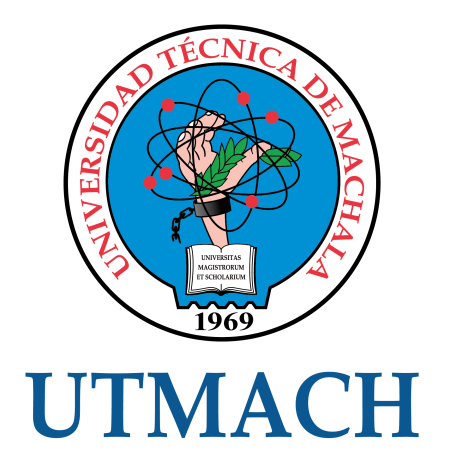 UNIVERSIDAD TÉCNICA DE MACHALA
UNIVERSITAS
MAGISTRORUM
ET SCHOLARIUM
1969
UTMACH